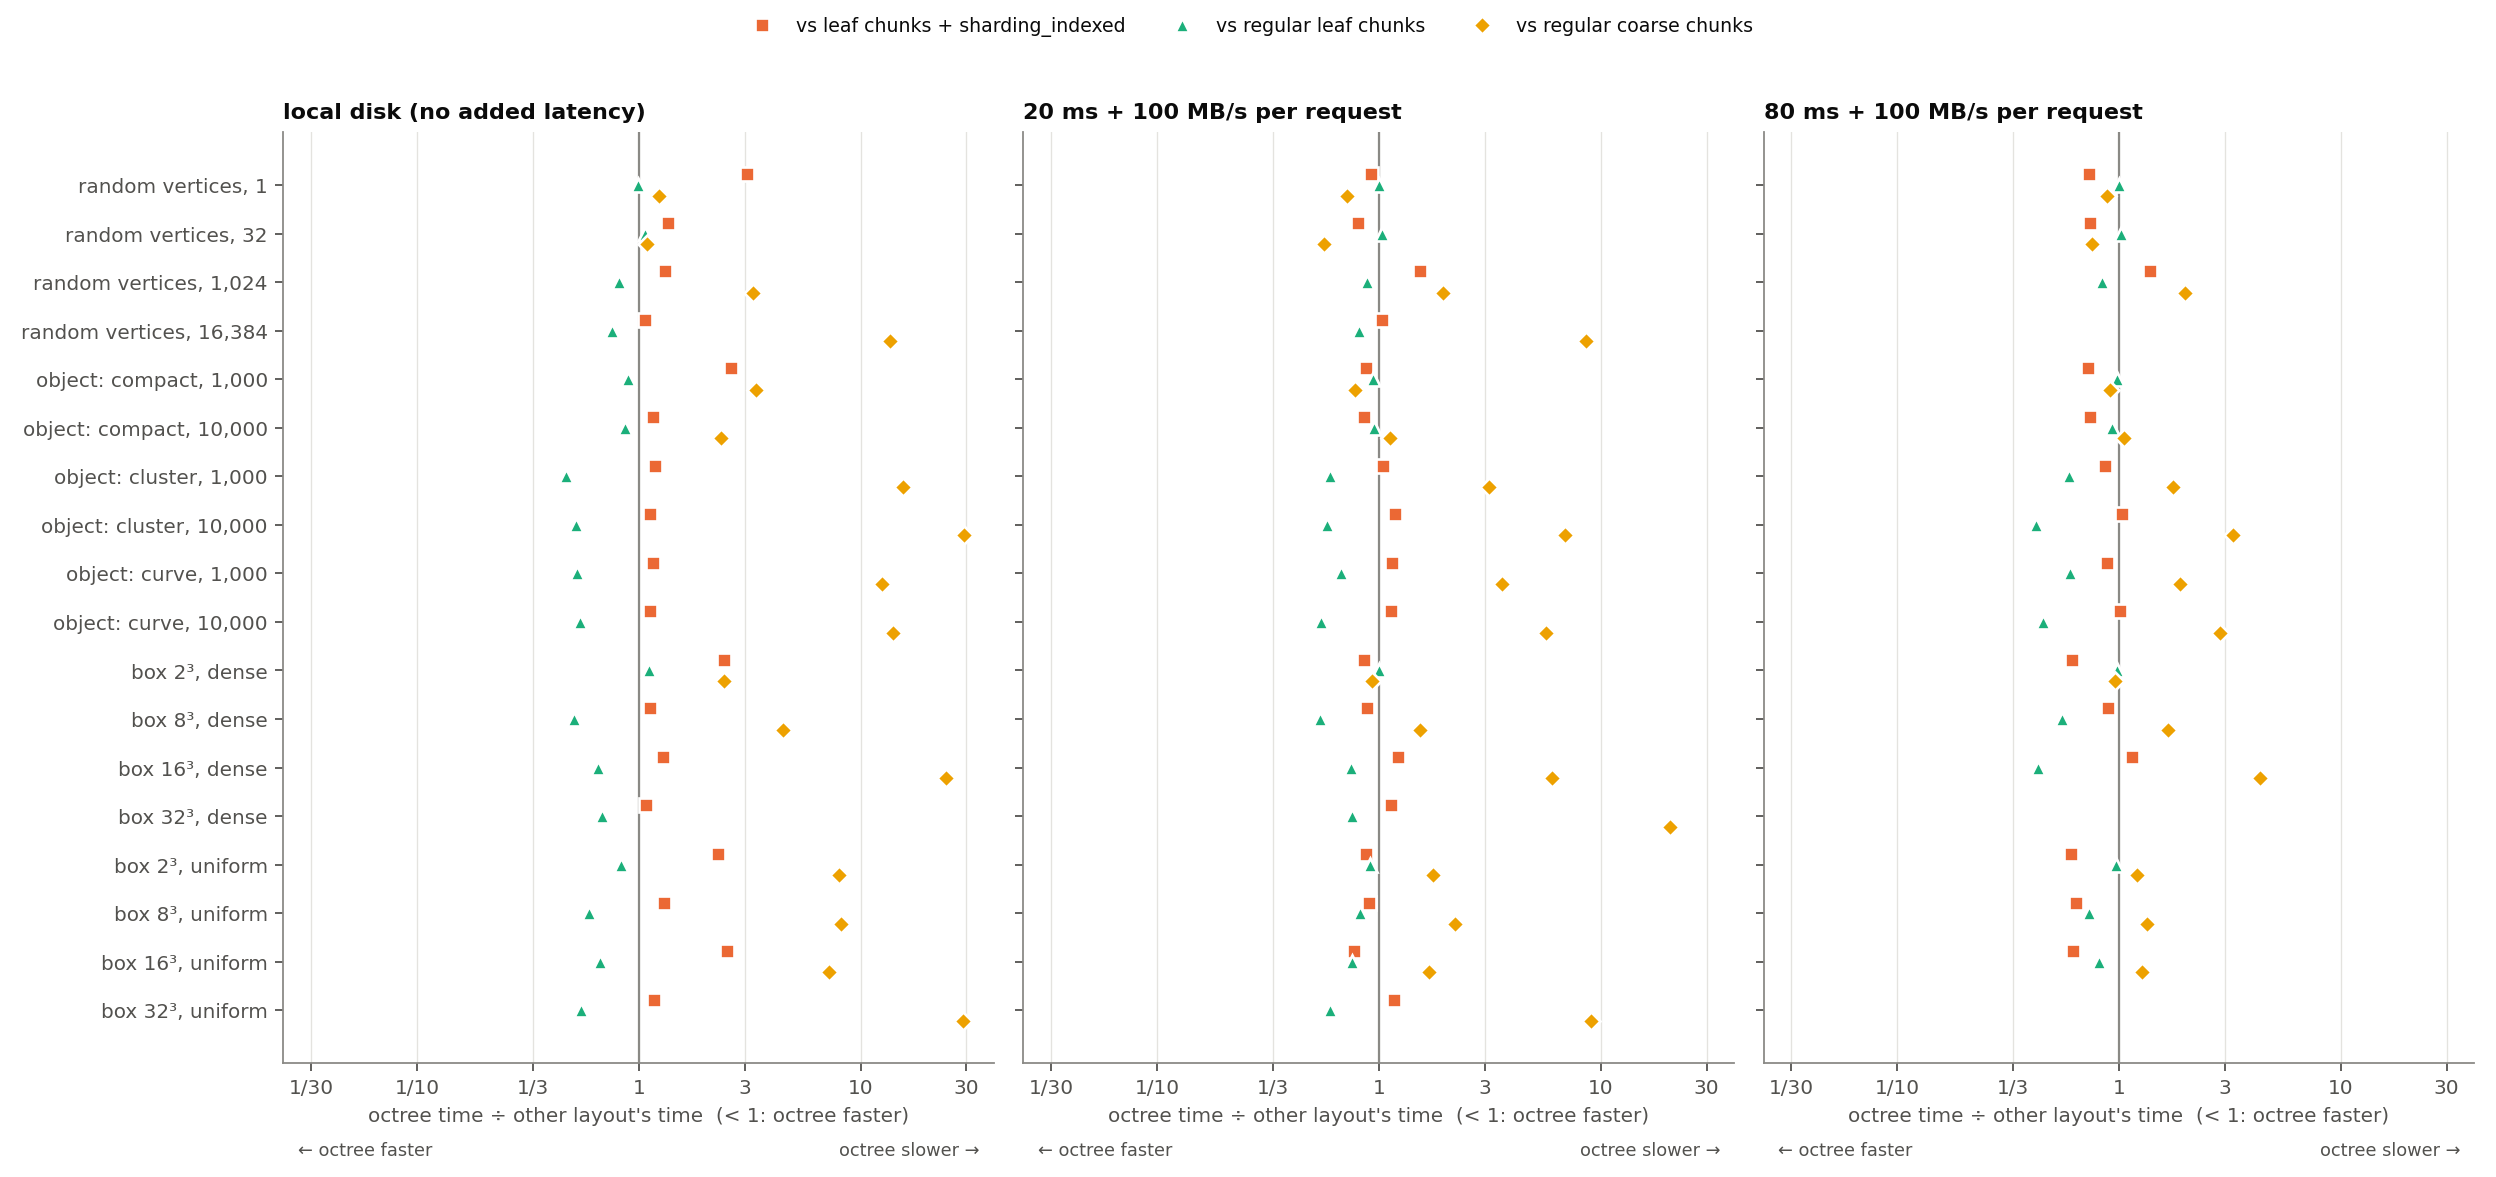 vs leaf chunks + sharding_indexed vs regular leaf chunks vs regular coarse chunks
local disk (no added latency)
20 ms + 100 MB/s per request
80 ms + 100 MB/s per request
random vertices, 1
random vertices, 32
random vertices, 1,024
random vertices, 16,384
object: compact, 1,000
object: compact, 10,000
object: cluster, 1,000
object: cluster, 10,000
object: curve, 1,000
object: curve, 10,000
box 2³, dense
box 8³, dense
box 16³, dense
box 32³, dense
box 2³, uniform
box 8³, uniform
box 16³, uniform
box 32³, uniform
1/30 1/10 1/3 1 3 10 30
octree time ÷ other layout's time (< 1: octree faster)
← octree faster octree slower →
1/30 1/10 1/3 1 3 10 30
octree time ÷ other layout's time (< 1: octree faster)
← octree faster octree slower →
1/30 1/10 1/3 1 3 10 30
octree time ÷ other layout's time (< 1: octree faster)
← octree faster octree slower →